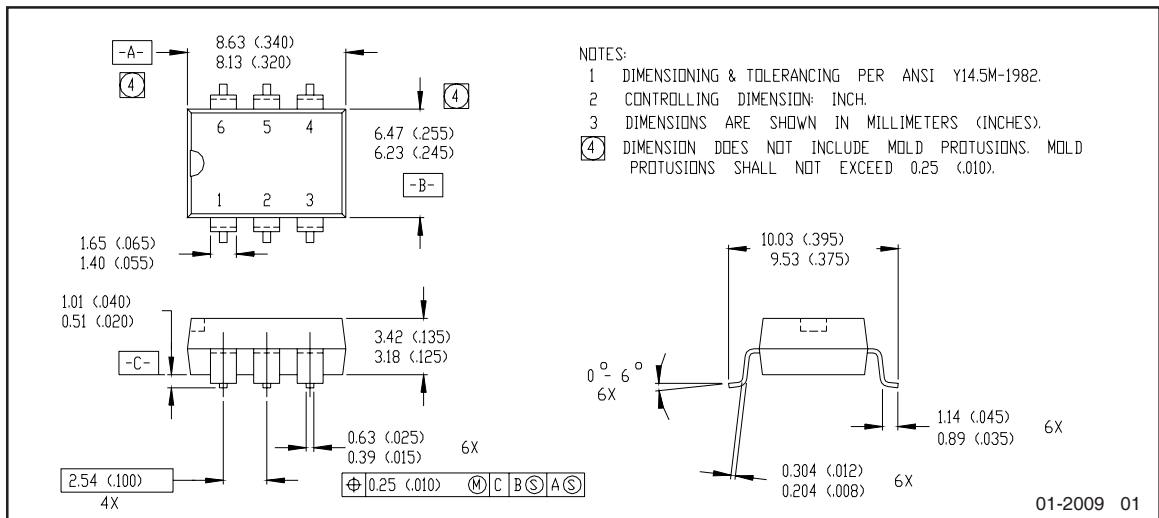 -A-
8.63 (.340)
8.13 (.320)
4
4
6 5 4
1 2 3
6.47 (.255)
6.23 (.245)
-B-
1.65 (.065)
1.40 (.055)
NOTES:
1 DIMENSIONING & TOLERANCING PER ANSI Y14.5M-1982.
2 CONTROLLING DIMENSION: INCH.
3 DIMENSIONS ARE SHOWN IN MILLIMETERS (INCHES).
4 DIMENSION DOES NOT INCLUDE MOLD PROTUSIONS. MOLD
PROTUSIONS SHALL NOT EXCEED 0.25 (.010).
1.01 (.040)
0.51 (.020)
-C-
3.42 (.135)
3.18 (.125)
0.63 (.025)
0.39 (.015)
6X
2.54 (.100)
4X
⌖ 0.25 (.010) Ⓜ C B Ⓢ A Ⓢ
10.03 (.395)
9.53 (.375)
0° - 6°
6X
1.14 (.045)
0.89 (.035)
6X
0.304 (.012)
0.204 (.008)
6X
01-2009 01